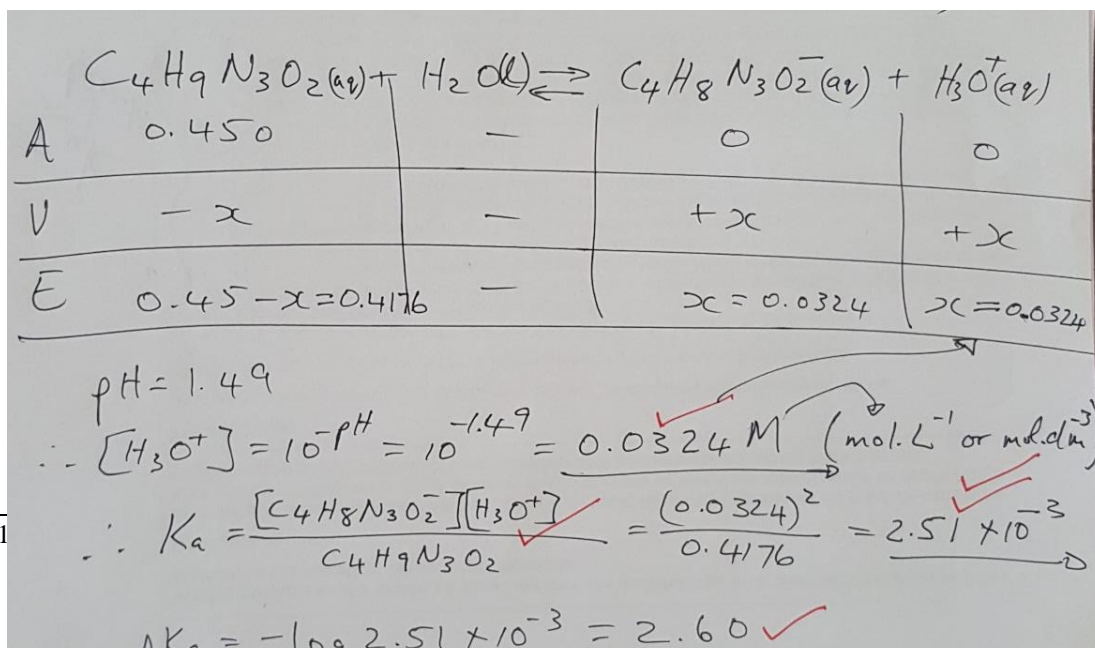 C₄H₉N₃O₂(aq) + H₂O(l) ⇌ C₄H₈N₃O₂⁻(aq) + H₃O⁺(aq)
A 0.450 — 0 0
V - x — + x + x
E 0.45 - x = 0.4176 — x = 0.0324 x = 0.0324
pH = 1.49
∴ [H₃O⁺] = 10^-pH = 10^-1.49 = 0.0324 M (mol.L⁻¹ or mol.dm⁻³)
1
∴ Ka = [C₄H₈N₃O₂⁻][H₃O⁺] / C₄H₉N₃O₂ = (0.0324)² / 0.4176 = 2.51 × 10⁻³
pKa = -log 2.51 × 10⁻³ = 2.60